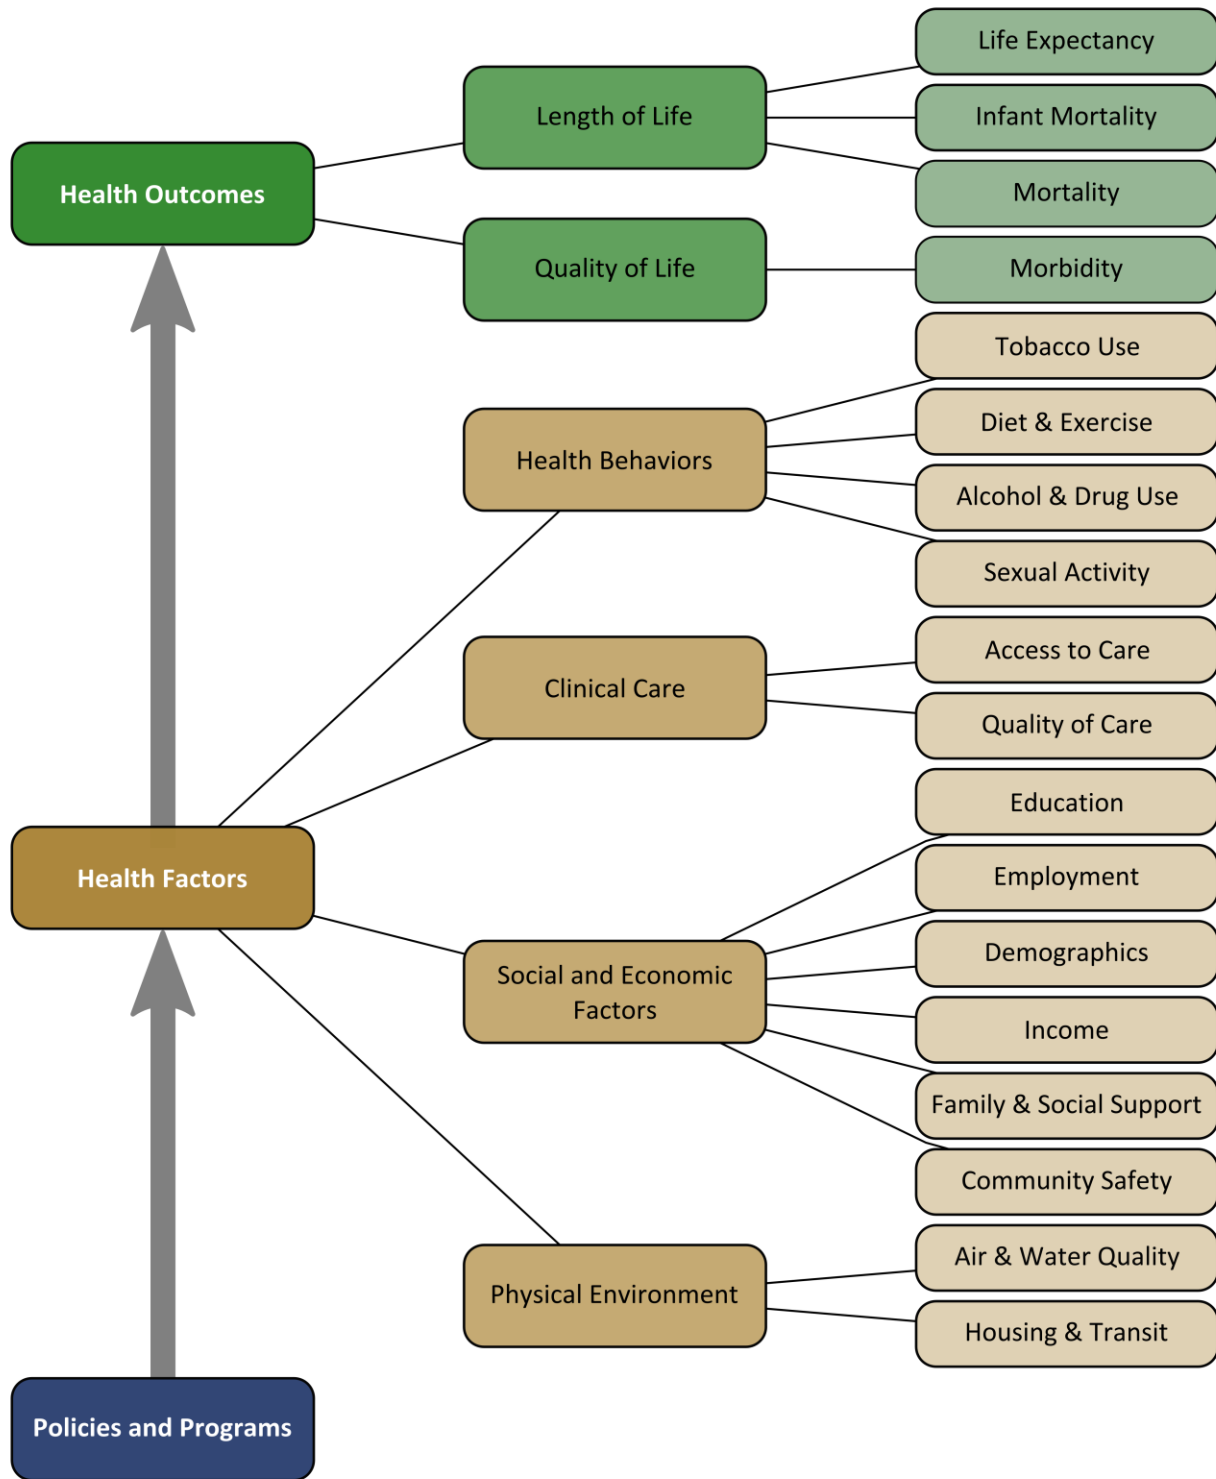 Life Expectancy
Length of Life
Infant Mortality
Health Outcomes
Mortality
Quality of Life
Morbidity
Tobacco Use
Diet & Exercise
Health Behaviors
Alcohol & Drug Use
Sexual Activity
Access to Care
Clinical Care
Quality of Care
Education
Health Factors
Employment
Demographics
Social and Economic
Factors
Income
Family & Social Support
Community Safety
Air & Water Quality
Physical Environment
Housing & Transit
Policies and Programs